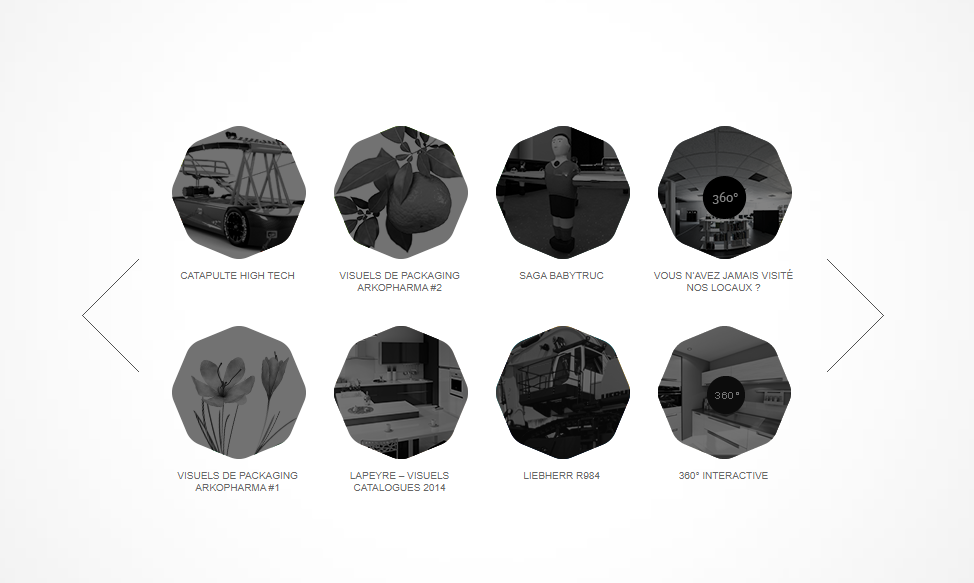 360°
CATAPULTE HIGH TECH
VISUELS DE PACKAGING
ARKOPHARMA #2
SAGA BABYTRUC
VOUS N'AVEZ JAMAIS VISITÉ
NOS LOCAUX ?
360°
VISUELS DE PACKAGING
ARKOPHARMA #1
LAPEYRE – VISUELS
CATALOGUES 2014
LIEBHERR R984
360° INTERACTIVE